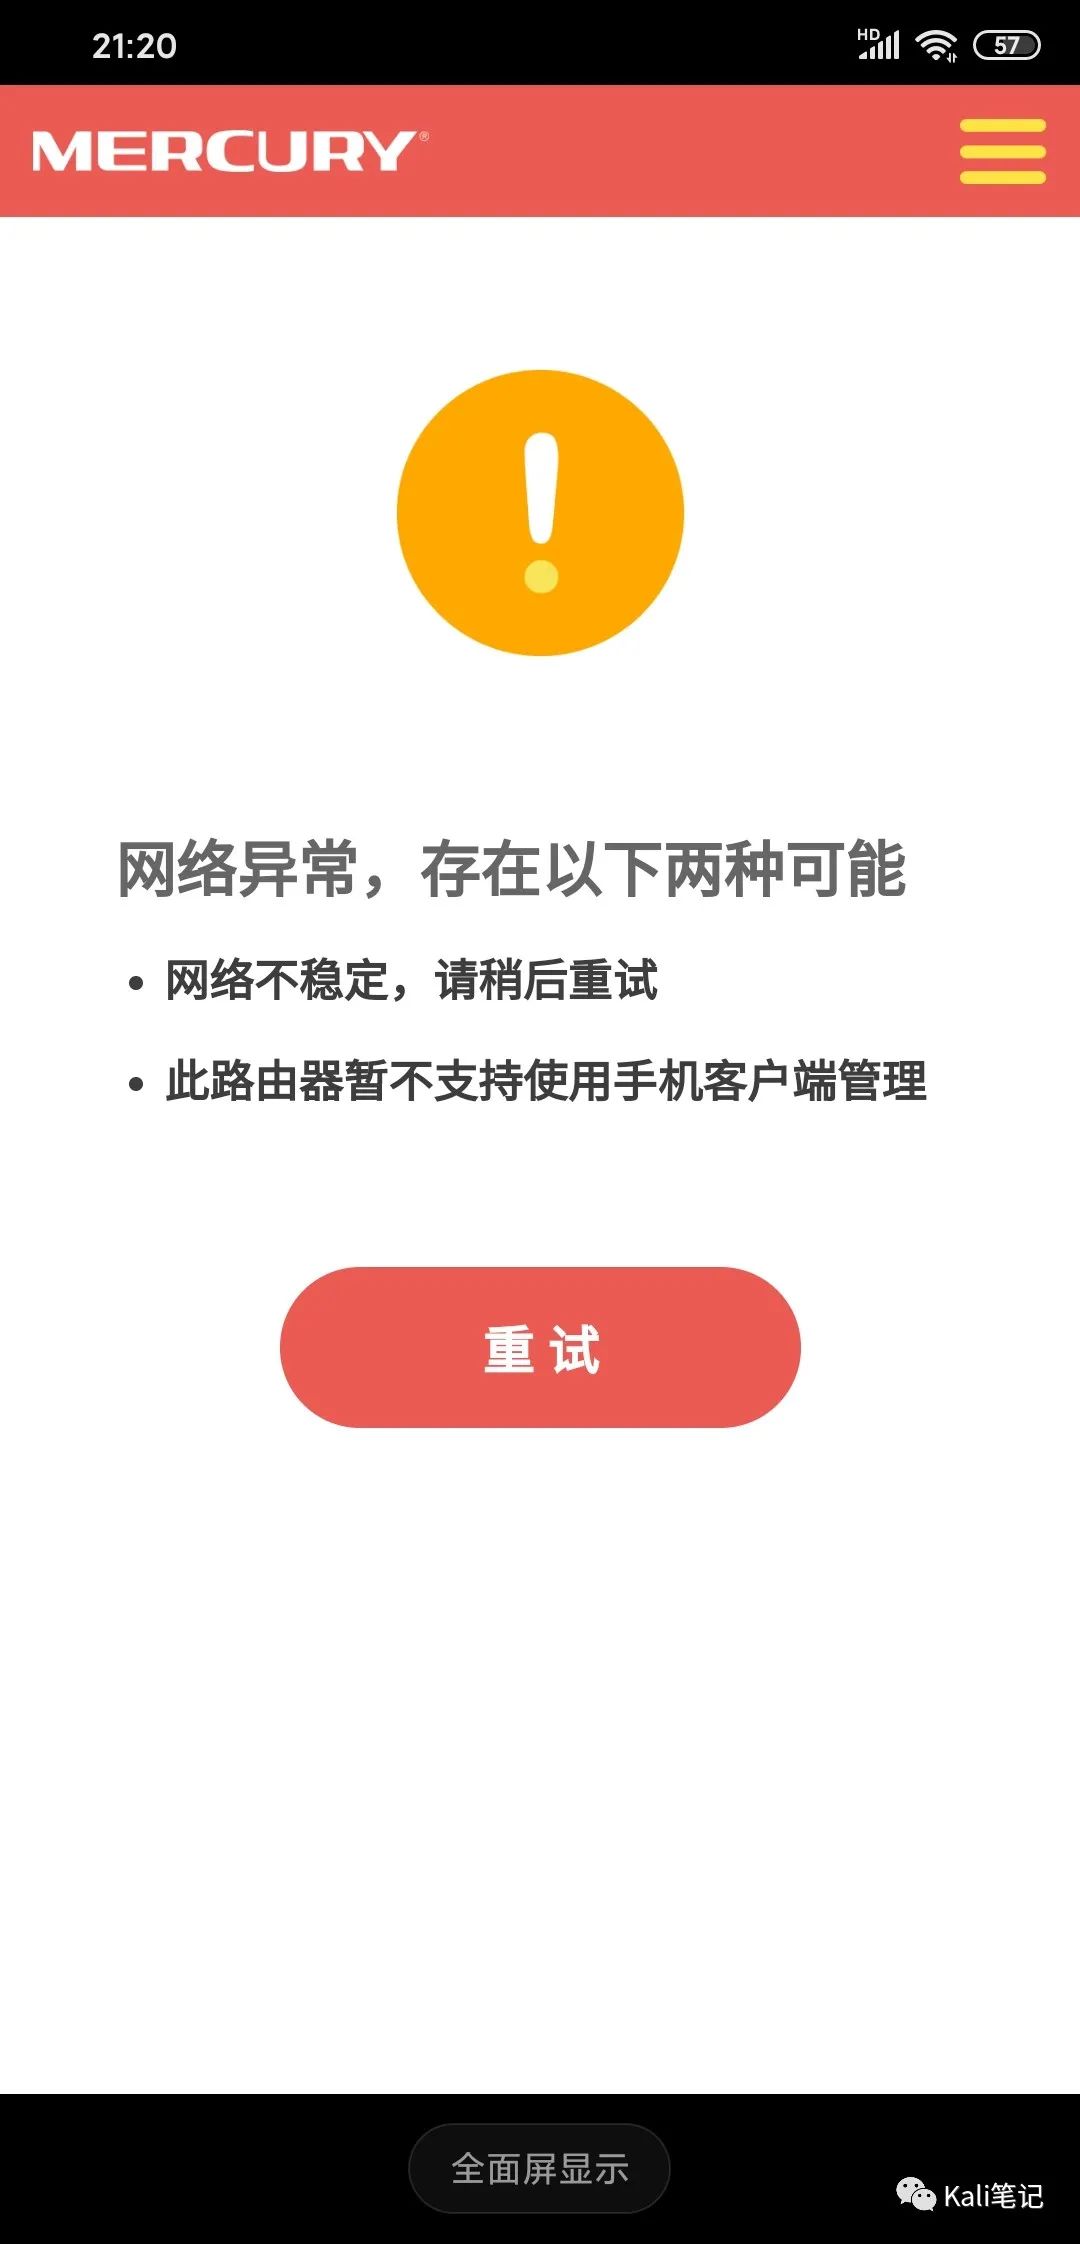 21:20
HD
57
MERCURY®
网络异常，存在以下两种可能
• 网络不稳定，请稍后重试
• 此路由器暂不支持使用手机客户端管理
重 试
全面屏显示
Kali笔记